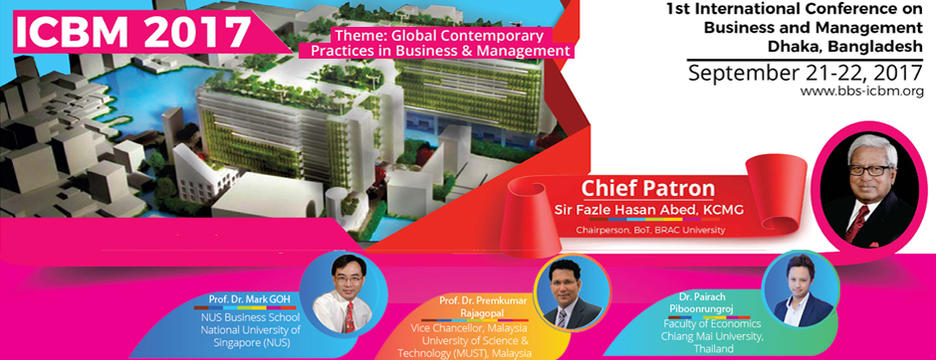 ICBM 2017
Theme: Global Contemporary
Practices in Business & Management
1st International Conference on
Business and Management
Dhaka, Bangladesh
September 21-22, 2017
www.bbs-icbm.org
Chief Patron
Sir Fazle Hasan Abed, KCMG
Chairperson, BoT, BRAC University
Prof. Dr. Mark GOH
NUS Business School
National University of
Singapore (NUS)
Prof. Dr. Premkumar
Rajagopal
Vice Chancellor, Malaysia
University of Science &
Technology (MUST), Malaysia
Dr. Pairach
Piboonrungroj
Faculty of Economics
Chiang Mai University,
Thailand